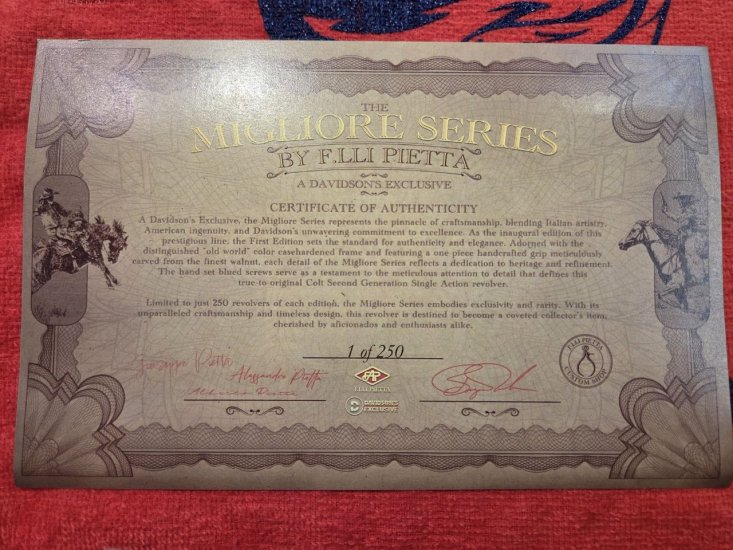 THE
MIGLIORE SERIES
BY F.LLI PIETTA
A DAVIDSON'S EXCLUSIVE
CERTIFICATE OF AUTHENTICITY
A Davidson's Exclusive, the Migliore Series represents the pinnacle of craftsmanship, blending Italian artistry,
American ingenuity, and Davidson's unwavering commitment to excellence. As the inaugural edition of this
prestigious line, the First Edition sets the standard for authenticity and elegance. Adorned with the
distinguished "old world" color casehardened frame and featuring a one piece handcrafted grip meticulously
carved from the finest walnut, each detail of the Migliore Series reflects a dedication to heritage and refinement.
The hand set blued screws serve as a testament to the meticulous attention to detail that defines this
true-to-original Colt Second Generation Single Action revolver.
Limited to just 250 revolvers of each edition, the Migliore Series embodies exclusivity and rarity. With its
unparalleled craftsmanship and timeless design, this revolver is destined to become a coveted collector's item,
cherished by aficionados and enthusiasts alike.
1 of 250
Alessandro Pietta
FAP
F.LLI PIETTA
DAVIDSON'S
EXCLUSIVE
F.LLI PIETTA
CUSTOM SHOP